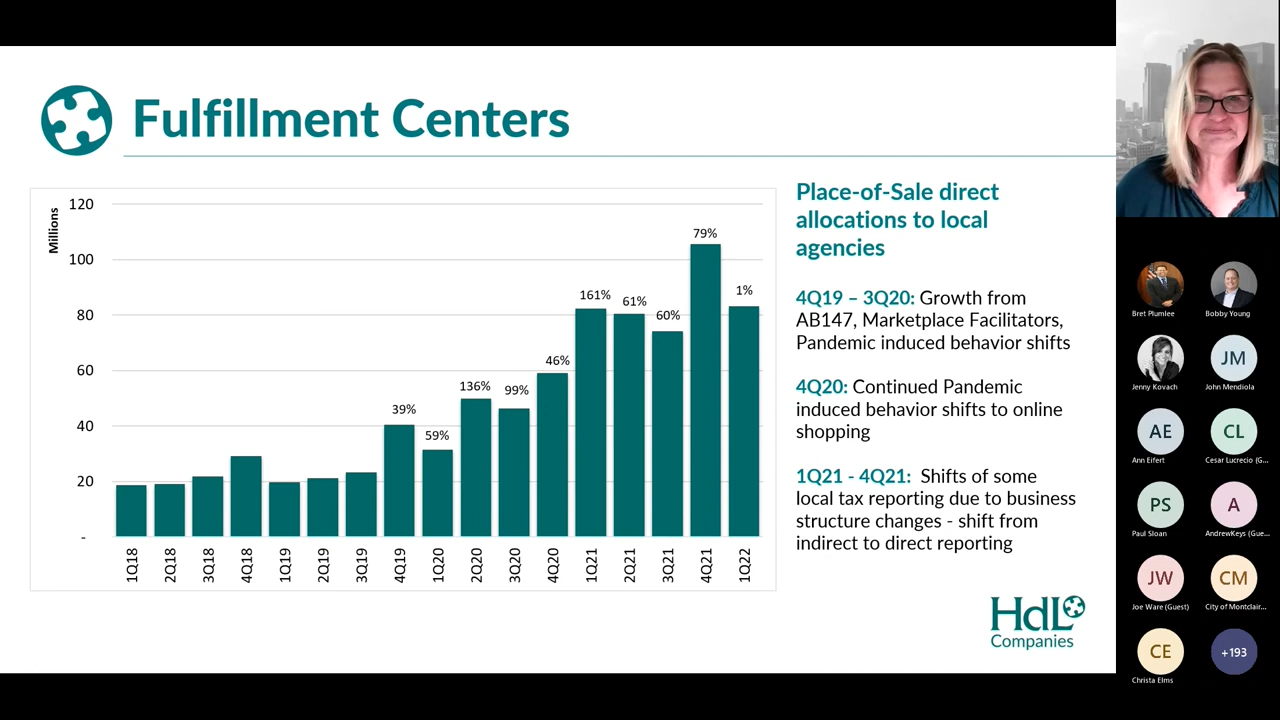 Fulfillment Centers
Millions
120
100
80
60
40
20
-
39%
59%
136%
99%
46%
161%
61%
60%
79%
1%
1Q18
2Q18
3Q18
4Q18
1Q19
2Q19
3Q19
4Q19
1Q20
2Q20
3Q20
4Q20
1Q21
2Q21
3Q21
4Q21
1Q22
Place-of-Sale direct
allocations to local
agencies
4Q19 – 3Q20: Growth from
AB147, Marketplace Facilitators,
Pandemic induced behavior shifts
4Q20: Continued Pandemic
induced behavior shifts to online
shopping
1Q21 - 4Q21: Shifts of some
local tax reporting due to business
structure changes - shift from
indirect to direct reporting
HdL
Companies
Bret Plumlee
Bobby Young
JM
Jenny Kovach
John Mendiola
AE
CL
Ann Eifert
Cesar Lucrecio (G...
PS
A
Paul Sloan
AndrewKeys (Gue...
JW
CM
Joe Ware (Guest)
City of Montclair...
CE
+193
Christa Elms